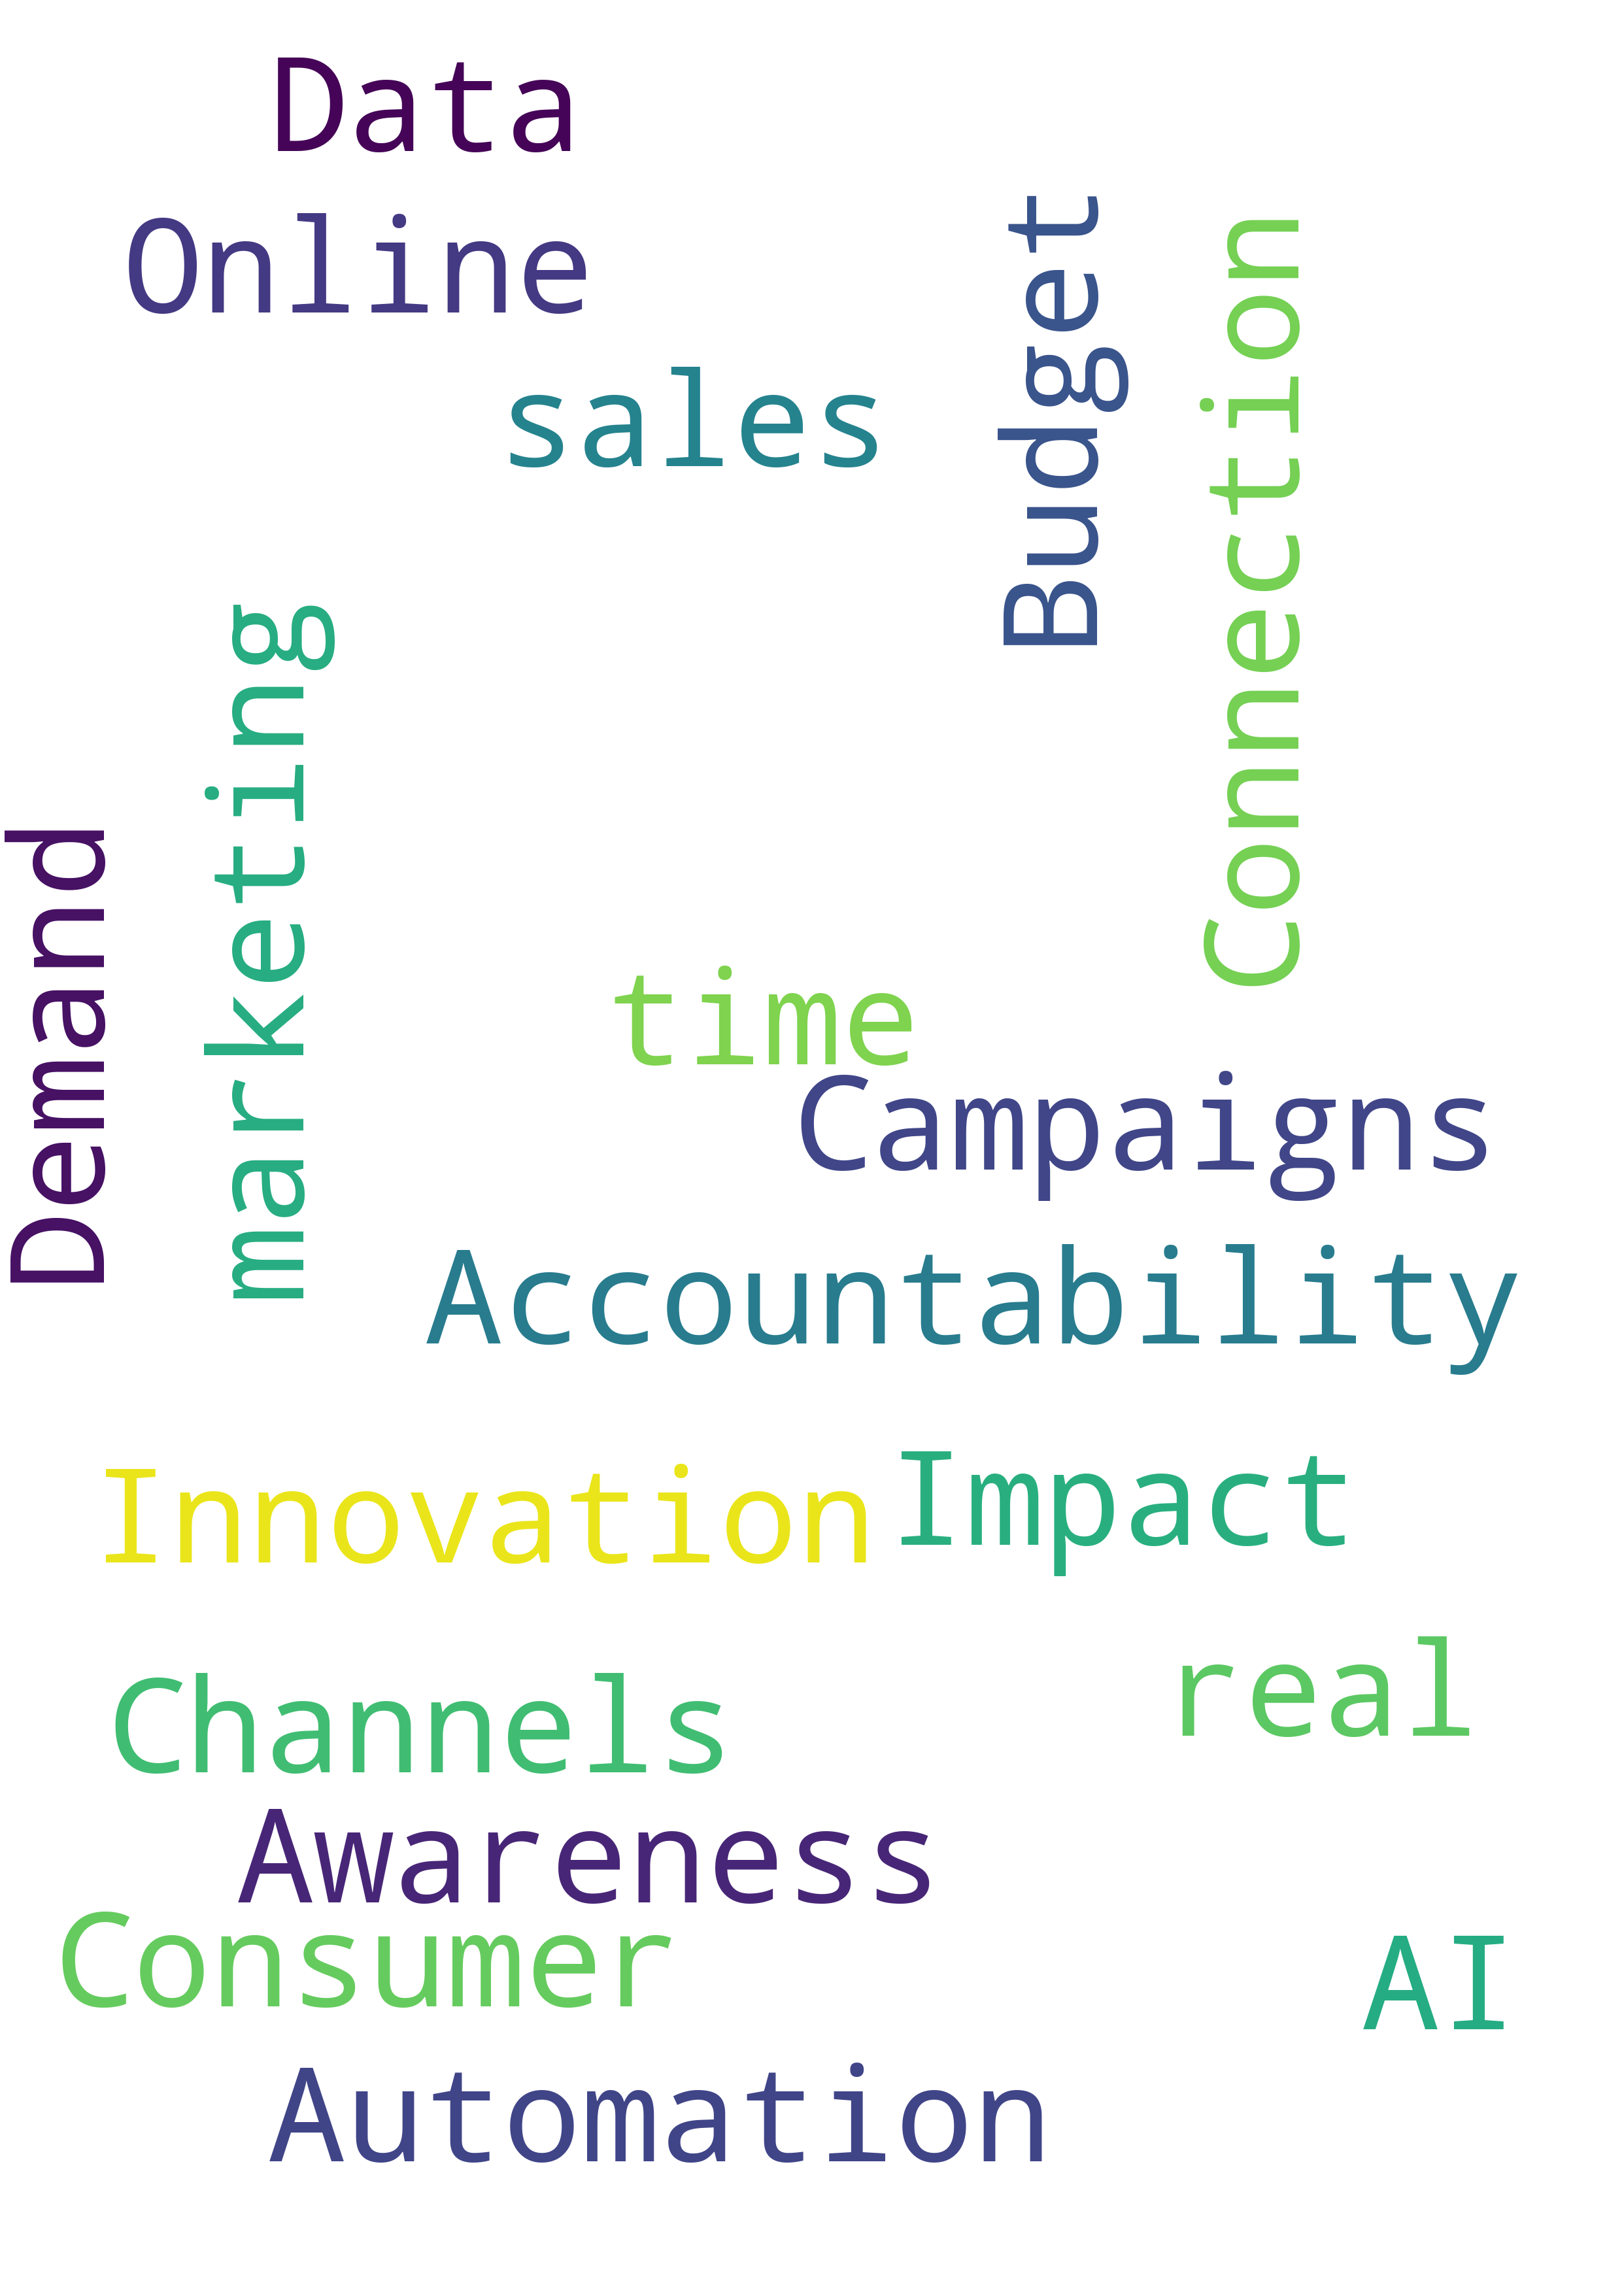 Data
Online
Budget
Connection
sales
marketing
Demand
time
Campaigns
Accountability
Innovation
Impact
real
Channels
Awareness
Consumer
AI
Automation